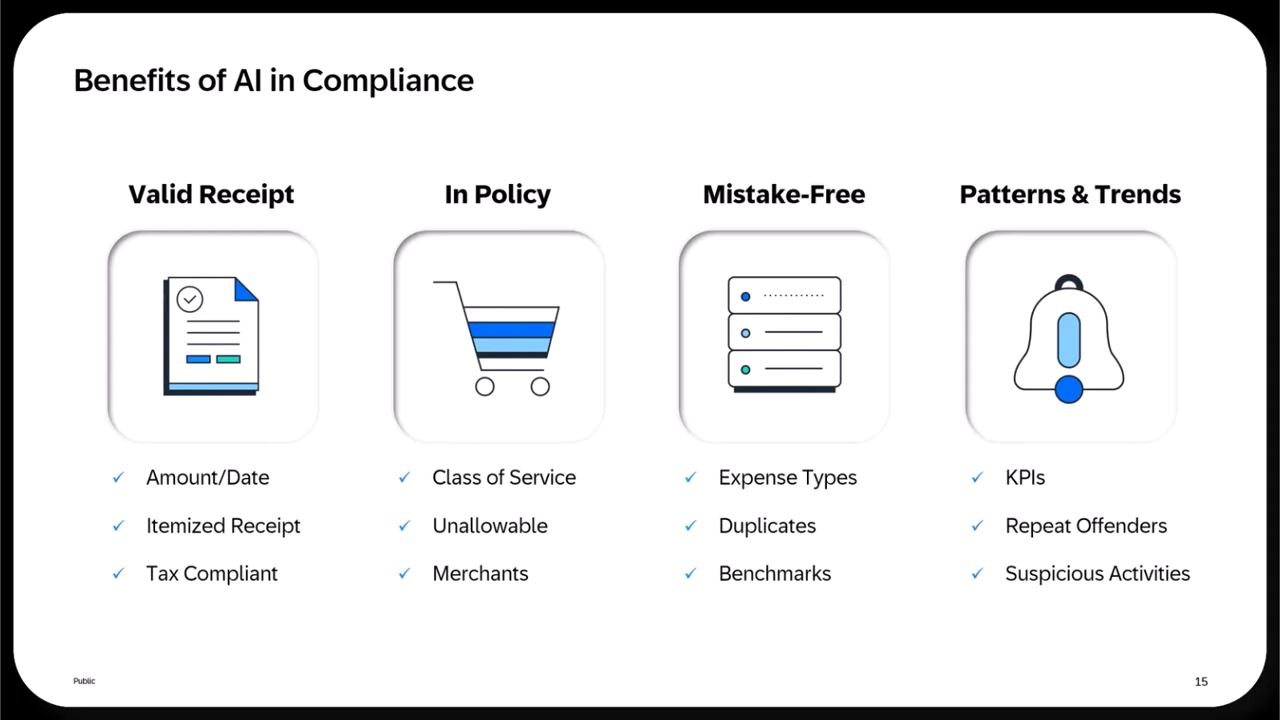 Benefits of AI in Compliance
Valid Receipt
Amount/Date
Itemized Receipt
Tax Compliant
In Policy
Class of Service
Unallowable
Merchants
Mistake-Free
Expense Types
Duplicates
Benchmarks
Patterns & Trends
KPIs
Repeat Offenders
Suspicious Activities
Public
15